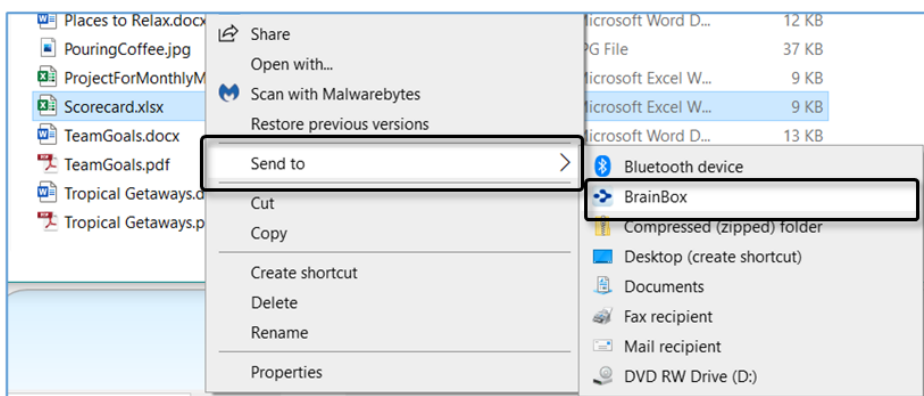 Places to Relax.docx
PouringCoffee.jpg
ProjectForMonthlyM
Scorecard.xlsx
TeamGoals.docx
TeamGoals.pdf
Tropical Getaways.d
Tropical Getaways.p
Share
Open with...
Scan with Malwarebytes
Restore previous versions
Send to
Cut
Copy
Create shortcut
Delete
Rename
Properties
icrosoft Word D... 12 KB
PG File 37 KB
icrosoft Excel W... 9 KB
icrosoft Excel W... 9 KB
icrosoft Word D... 13 KB
Bluetooth device
BrainBox
Compressed (zipped) folder
Desktop (create shortcut)
Documents
Fax recipient
Mail recipient
DVD RW Drive (D:)